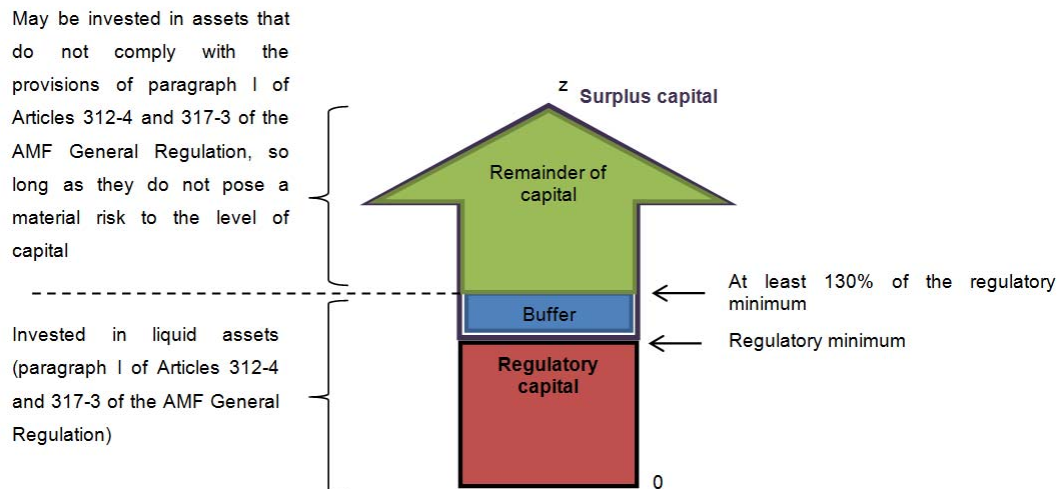 May be invested in assets that
do not comply with the
provisions of paragraph I of
Articles 312-4 and 317-3 of the
AMF General Regulation, so
long as they do not pose a
material risk to the level of
capital
z
Surplus capital
Remainder of
capital
At least 130% of the regulatory
minimum
Buffer
Regulatory minimum
Invested in liquid assets
(paragraph I of Articles 312-4
and 317-3 of the AMF General
Regulation)
Regulatory
capital
0